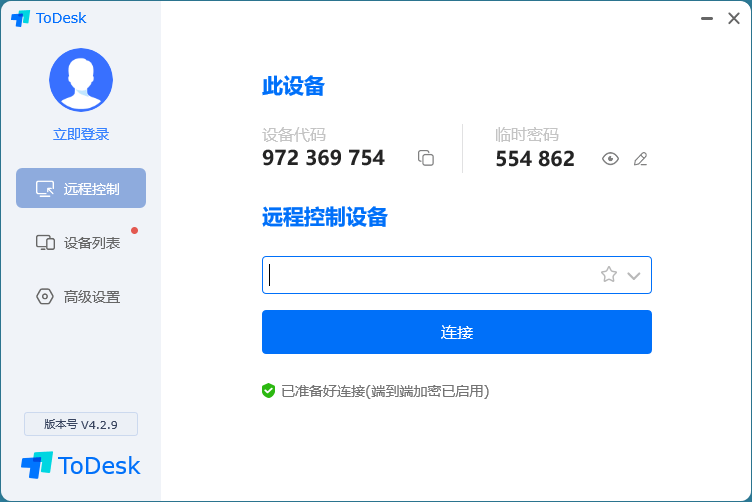 ToDesk
立即登录
远程控制
设备列表
高级设置
版本号 V4.2.9
ToDesk
此设备
设备代码
972 369 754
临时密码
554 862
远程控制设备
连接
已准备好连接(端到端加密已启用)